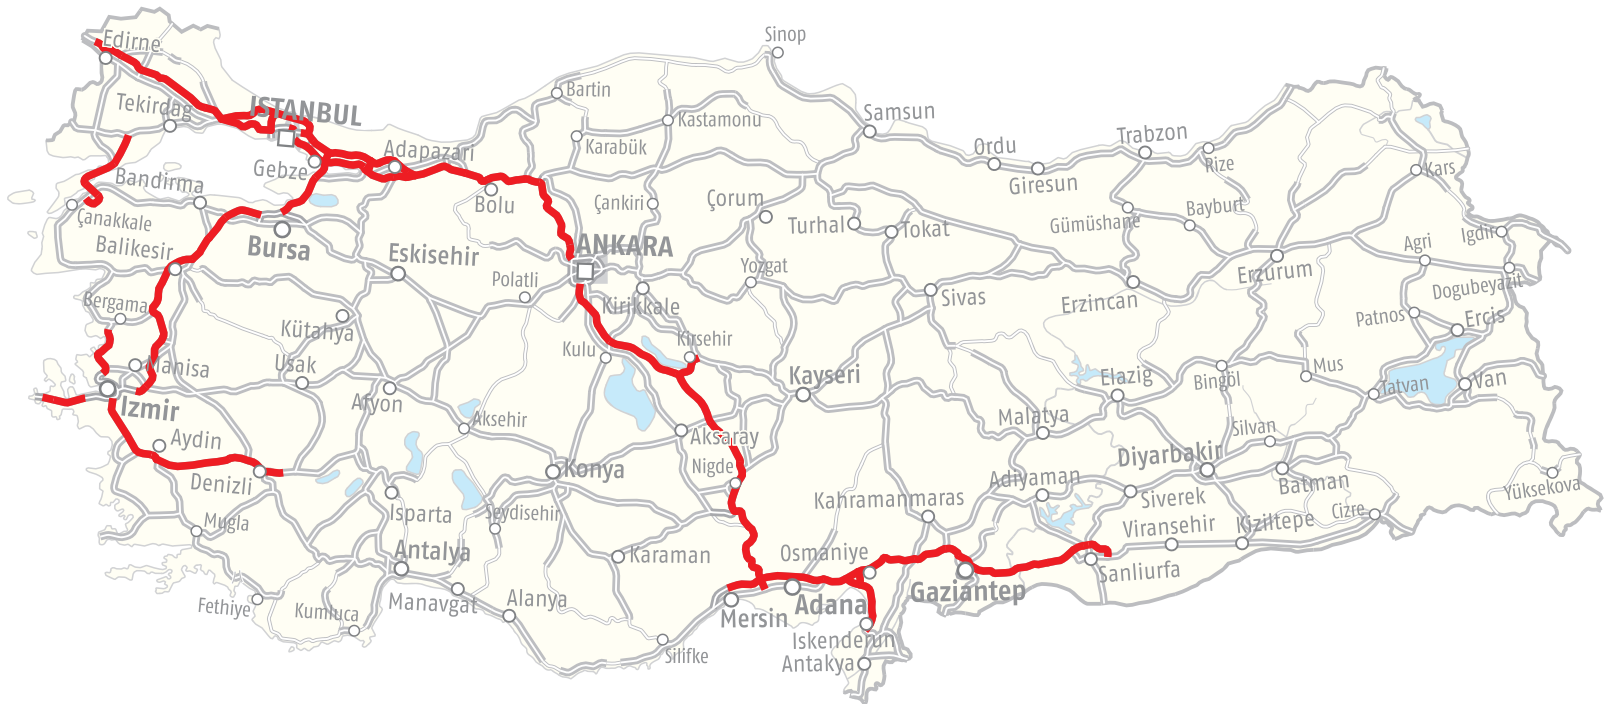 Sinop
Edirne
Bartin
Tekirdag
ISTANBUL
Kastamonu
Samsun
Karabük
Trabzon
Ordu
Rize
Adapazari
Gebze
Giresun
Kars
Bandirma
Bolu
Çankiri
Çorum
Çanakkale
Turhal
Tokat
Gümüshane
Bayburt
Igdir
Balikesir
Bursa
Eskisehir
ANKARA
Agri
Polatli
Yozgat
Erzurum
Dogubeyazit
Bergama
Kirikkale
Sivas
Erzincan
Kütahya
Patnos
Ercis
Kulu
Kirsehir
Manisa
Usak
Kayseri
Elazig
Bingöl
Mus
Tatvan
Van
Izmir
Afyon
Aksehir
Malatya
Aydin
Aksaray
Silvan
Konya
Nigde
Diyarbakir
Denizli
Adiyaman
Batman
Yüksekova
Kahramanmaras
Siverek
Isparta
Seydisehir
Mugla
Viransehir
Kiziltepe
Cizre
Antalya
Karaman
Osmaniye
Sanliurfa
Fethiye
Kumluca
Manavgat
Alanya
Mersin
Adana
Gaziantep
Iskenderun
Silifke
Antakya